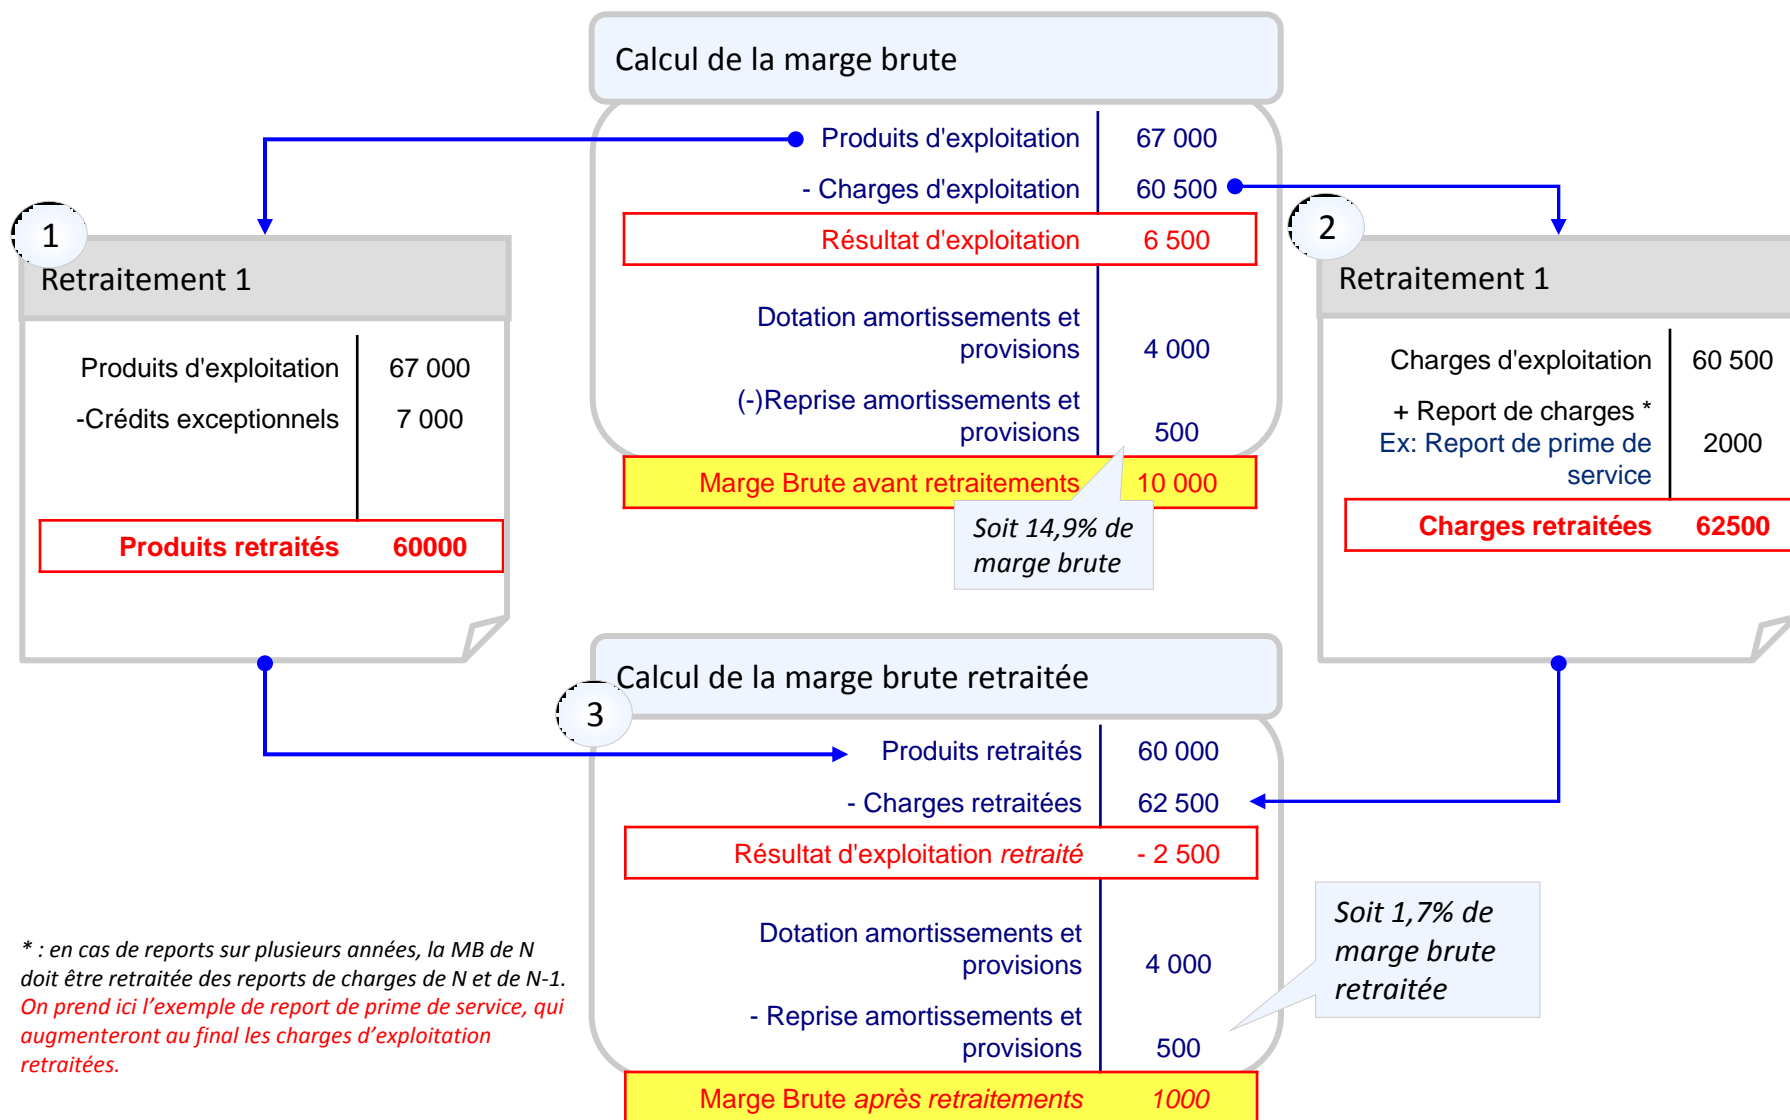 Calcul de la marge brute
Produits d'exploitation 67 000
- Charges d'exploitation 60 500
Résultat d'exploitation 6 500
Dotation amortissements et
provisions 4 000
(-)Reprise amortissements et
provisions 500
Marge Brute avant retraitements 10 000
Soit 14,9% de
marge brute
1
Retraitement 1
Produits d'exploitation 67 000
-Crédits exceptionnels 7 000
Produits retraités 60000
2
Retraitement 1
Charges d'exploitation 60 500
+ Report de charges *
Ex: Report de prime de 2000
service
Charges retraitées 62500
3
Calcul de la marge brute retraitée
Produits retraités 60 000
- Charges retraitées 62 500
Résultat d'exploitation retraité - 2 500
Dotation amortissements et
provisions 4 000
- Reprise amortissements et
provisions 500
Marge Brute après retraitements 1000
Soit 1,7% de
marge brute
retraitée
* : en cas de reports sur plusieurs années, la MB de N
doit être retraitée des reports de charges de N et de N-1.
On prend ici l’exemple de report de prime de service, qui
augmenteront au final les charges d’exploitation
retraitées.